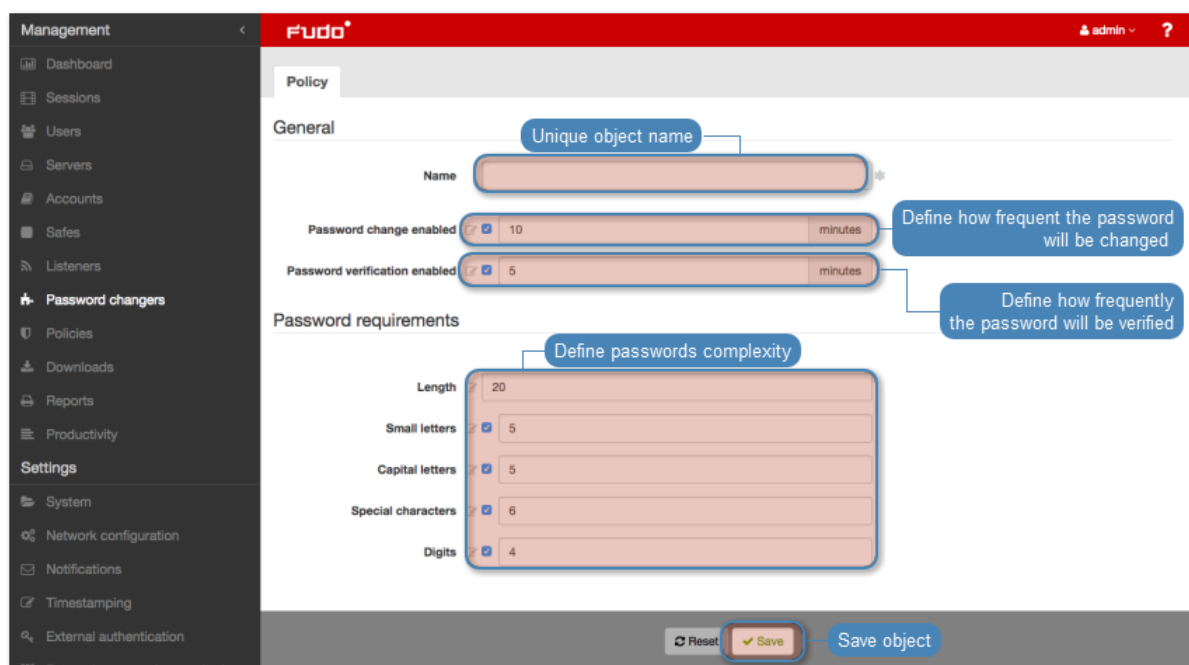 Management
Fudo
admin
?
Dashboard
Sessions
Users
Servers
Accounts
Safes
Listeners
Password changers
Policies
Downloads
Reports
Productivity
Settings
System
Network configuration
Notifications
Timestamping
External authentication
Policy
General
Unique object name
Name
Password change enabled 10 minutes
Define how frequent the password
will be changed
Password verification enabled 5 minutes
Define how frequently
the password will be verified
Password requirements
Define passwords complexity
Length 20
Small letters 5
Capital letters 5
Special characters 6
Digits 4
Reset
Save
Save object